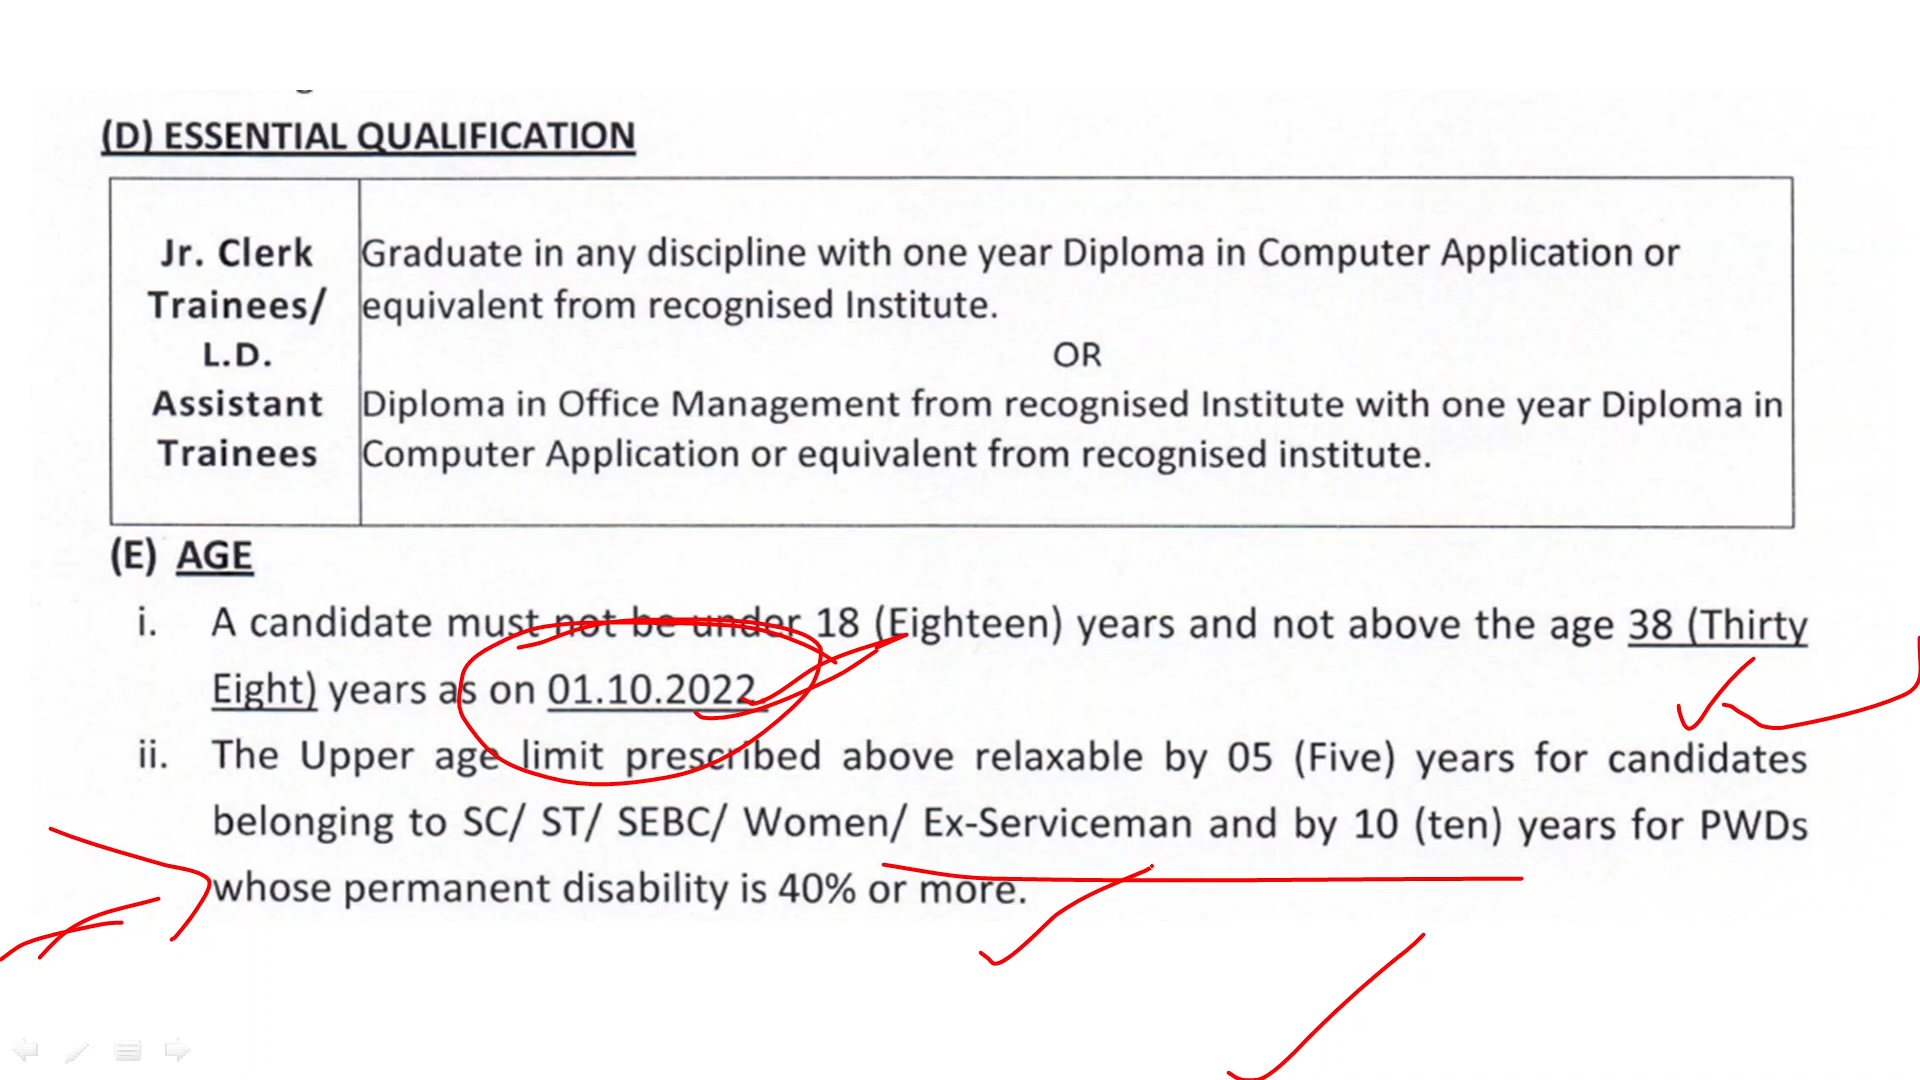 (D) ESSENTIAL QUALIFICATION
Jr. Clerk
Trainees/
L.D.
Assistant
Trainees
Graduate in any discipline with one year Diploma in Computer Application or
equivalent from recognised Institute.
OR
Diploma in Office Management from recognised Institute with one year Diploma in
Computer Application or equivalent from recognised institute.
(E) AGE
i. A candidate must not be under 18 (Eighteen) years and not above the age 38 (Thirty
Eight) years as on 01.10.2022.
ii. The Upper age limit prescribed above relaxable by 05 (Five) years for candidates
belonging to SC/ ST/ SEBC/ Women/ Ex-Serviceman and by 10 (ten) years for PWDs
whose permanent disability is 40% or more.